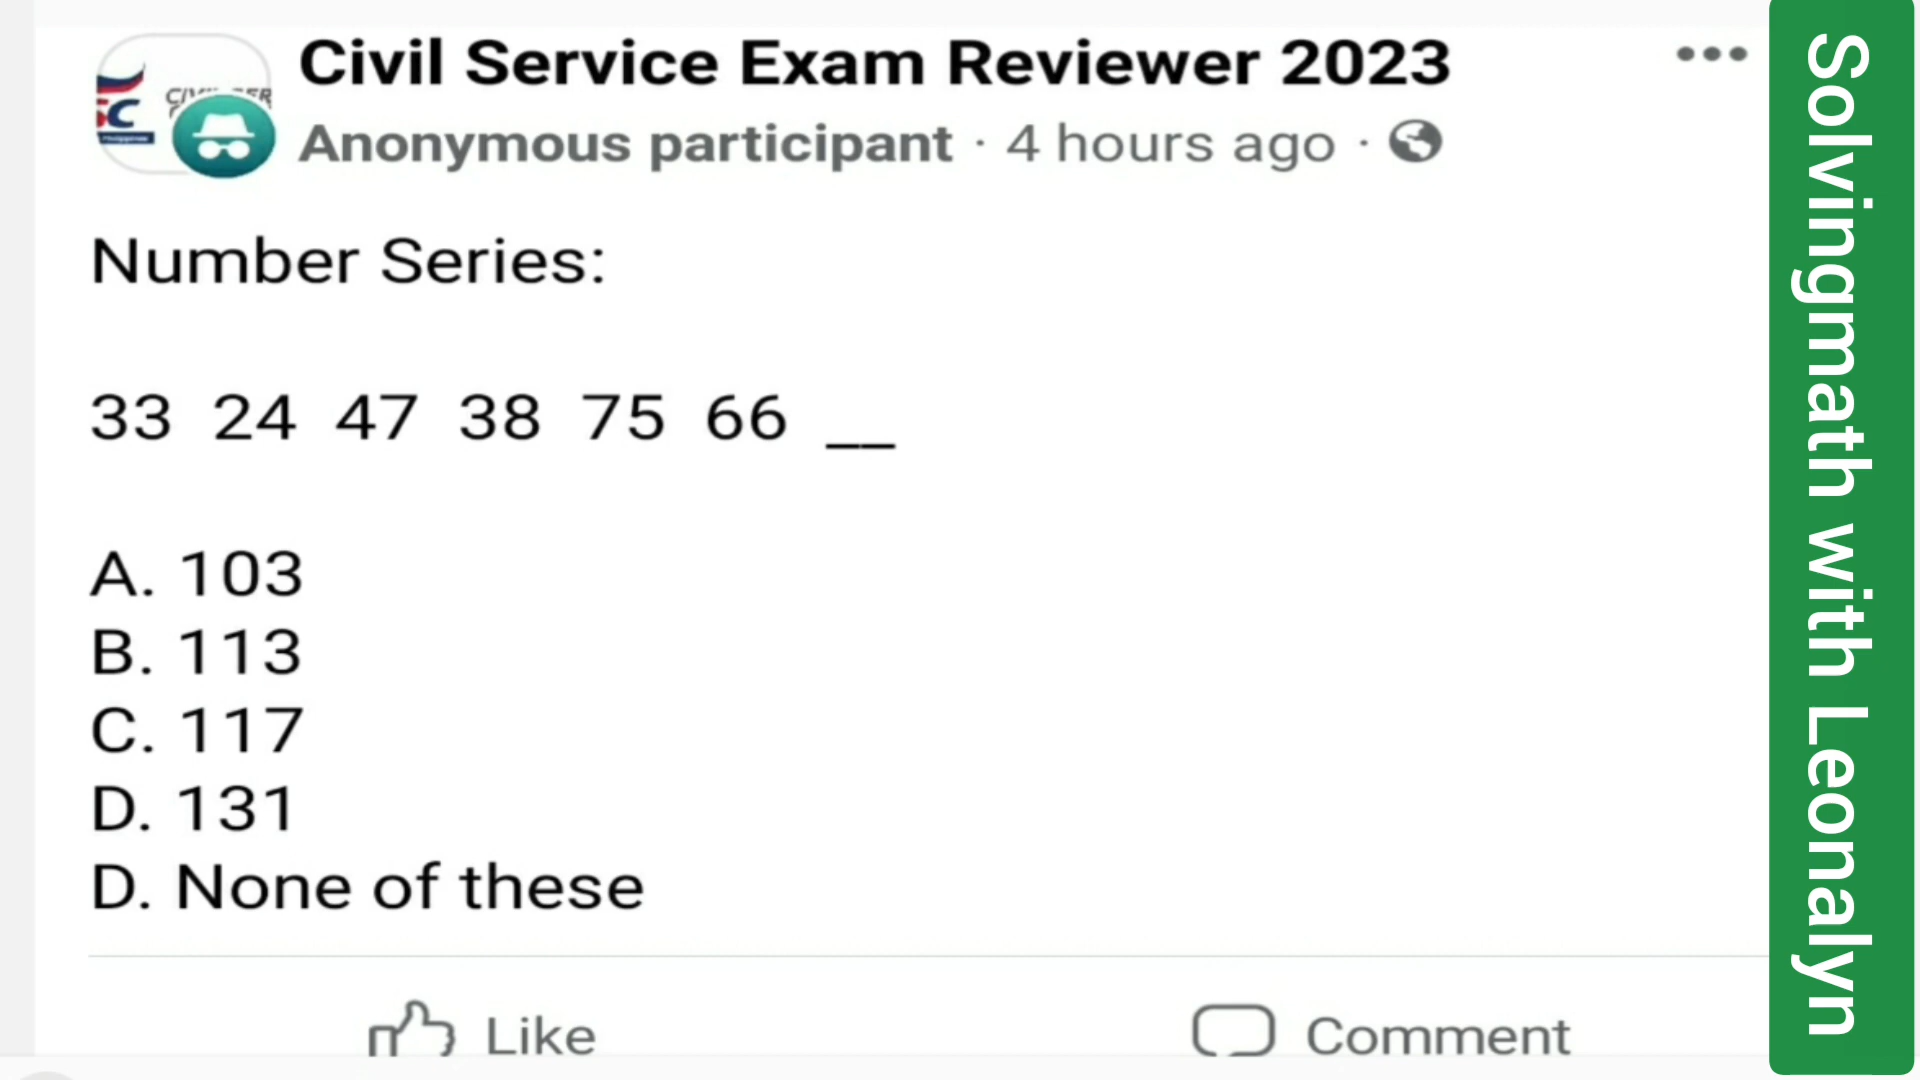 Civil Service Exam Reviewer 2023
Anonymous participant · 4 hours ago ·
Number Series:
33 24 47 38 75 66 __
A. 103
B. 113
C. 117
D. 131
D. None of these
Like
Comment
Solvingmath with Leonalyn